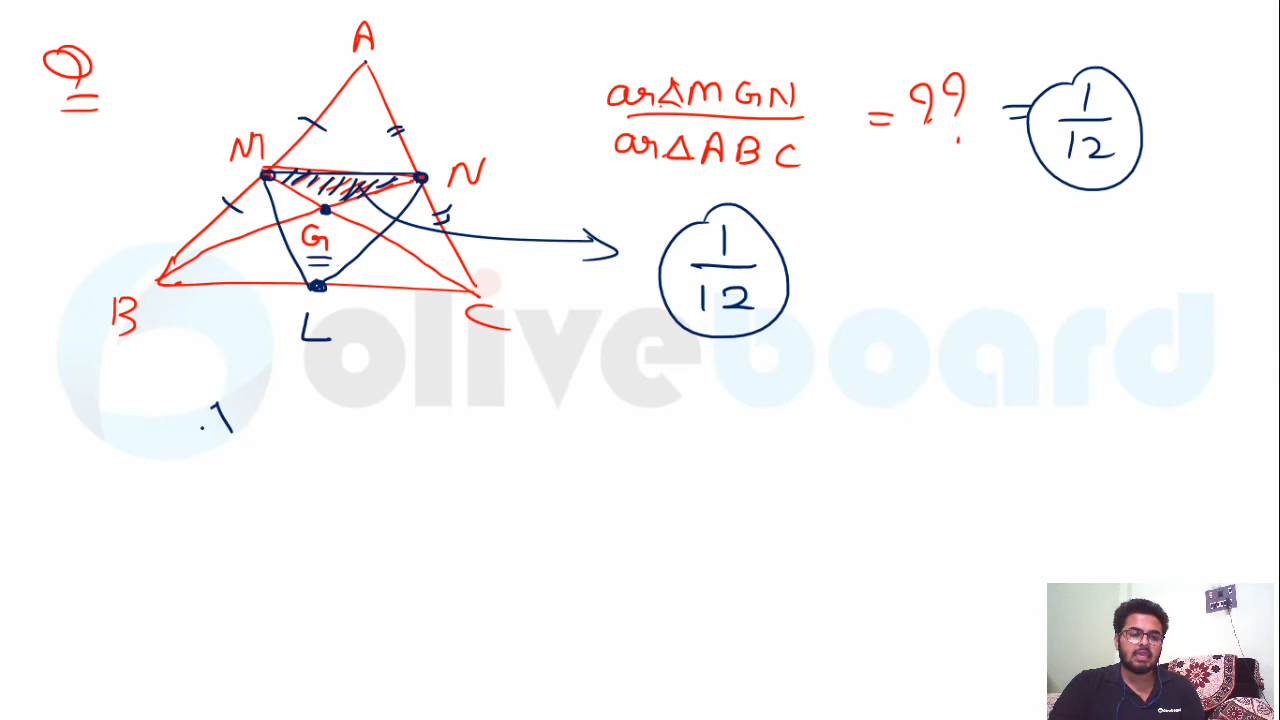 Q
A
M
N
G
B
L
C
ar△MGN
ar△ABC
= ?? = 1/12
1/12
oliveboard